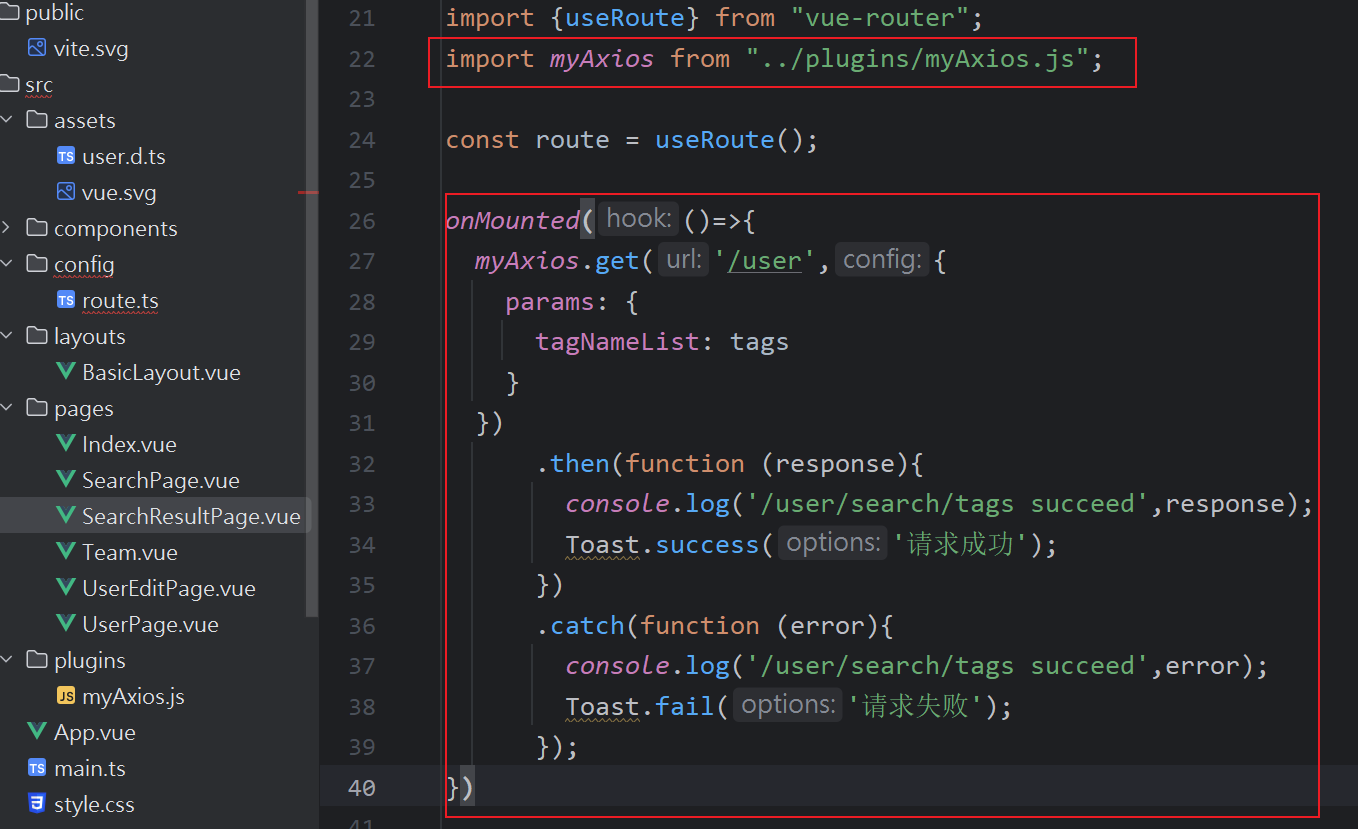 public
vite.svg
src
assets
user.d.ts
vue.svg
components
config
route.ts
layouts
BasicLayout.vue
pages
Index.vue
SearchPage.vue
SearchResultPage.vue
Team.vue
UserEditPage.vue
UserPage.vue
plugins
myAxios.js
App.vue
main.ts
style.css
21 import {useRoute} from "vue-router";
22 import myAxios from "../plugins/myAxios.js";
23
24 const route = useRoute();
25
26 onMounted( hook: ()=>{
27 myAxios.get( url: '/user', config: {
28 params: {
29 tagNameList: tags
30 }
31 })
32 .then(function (response){
33 console.log('/user/search/tags succeed',response);
34 Toast.success( options: '请求成功');
35 })
36 .catch(function (error){
37 console.log('/user/search/tags succeed',error);
38 Toast.fail( options: '请求失败');
39 });
40 })
41